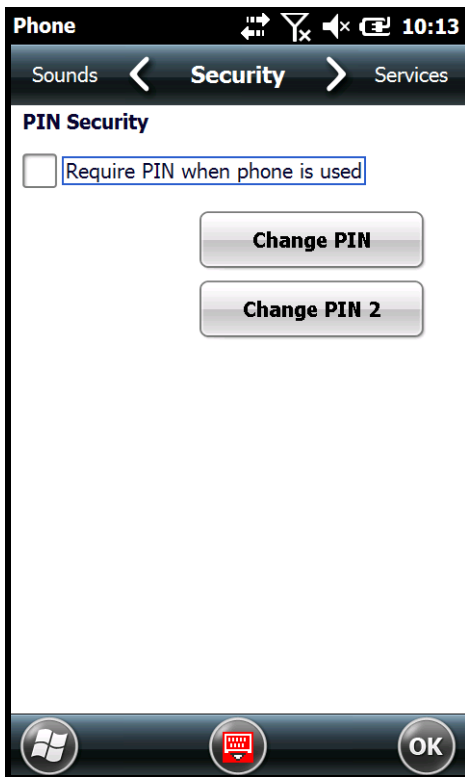 Phone 10:13
Sounds Security Services
PIN Security
Require PIN when phone is used
Change PIN
Change PIN 2
OK